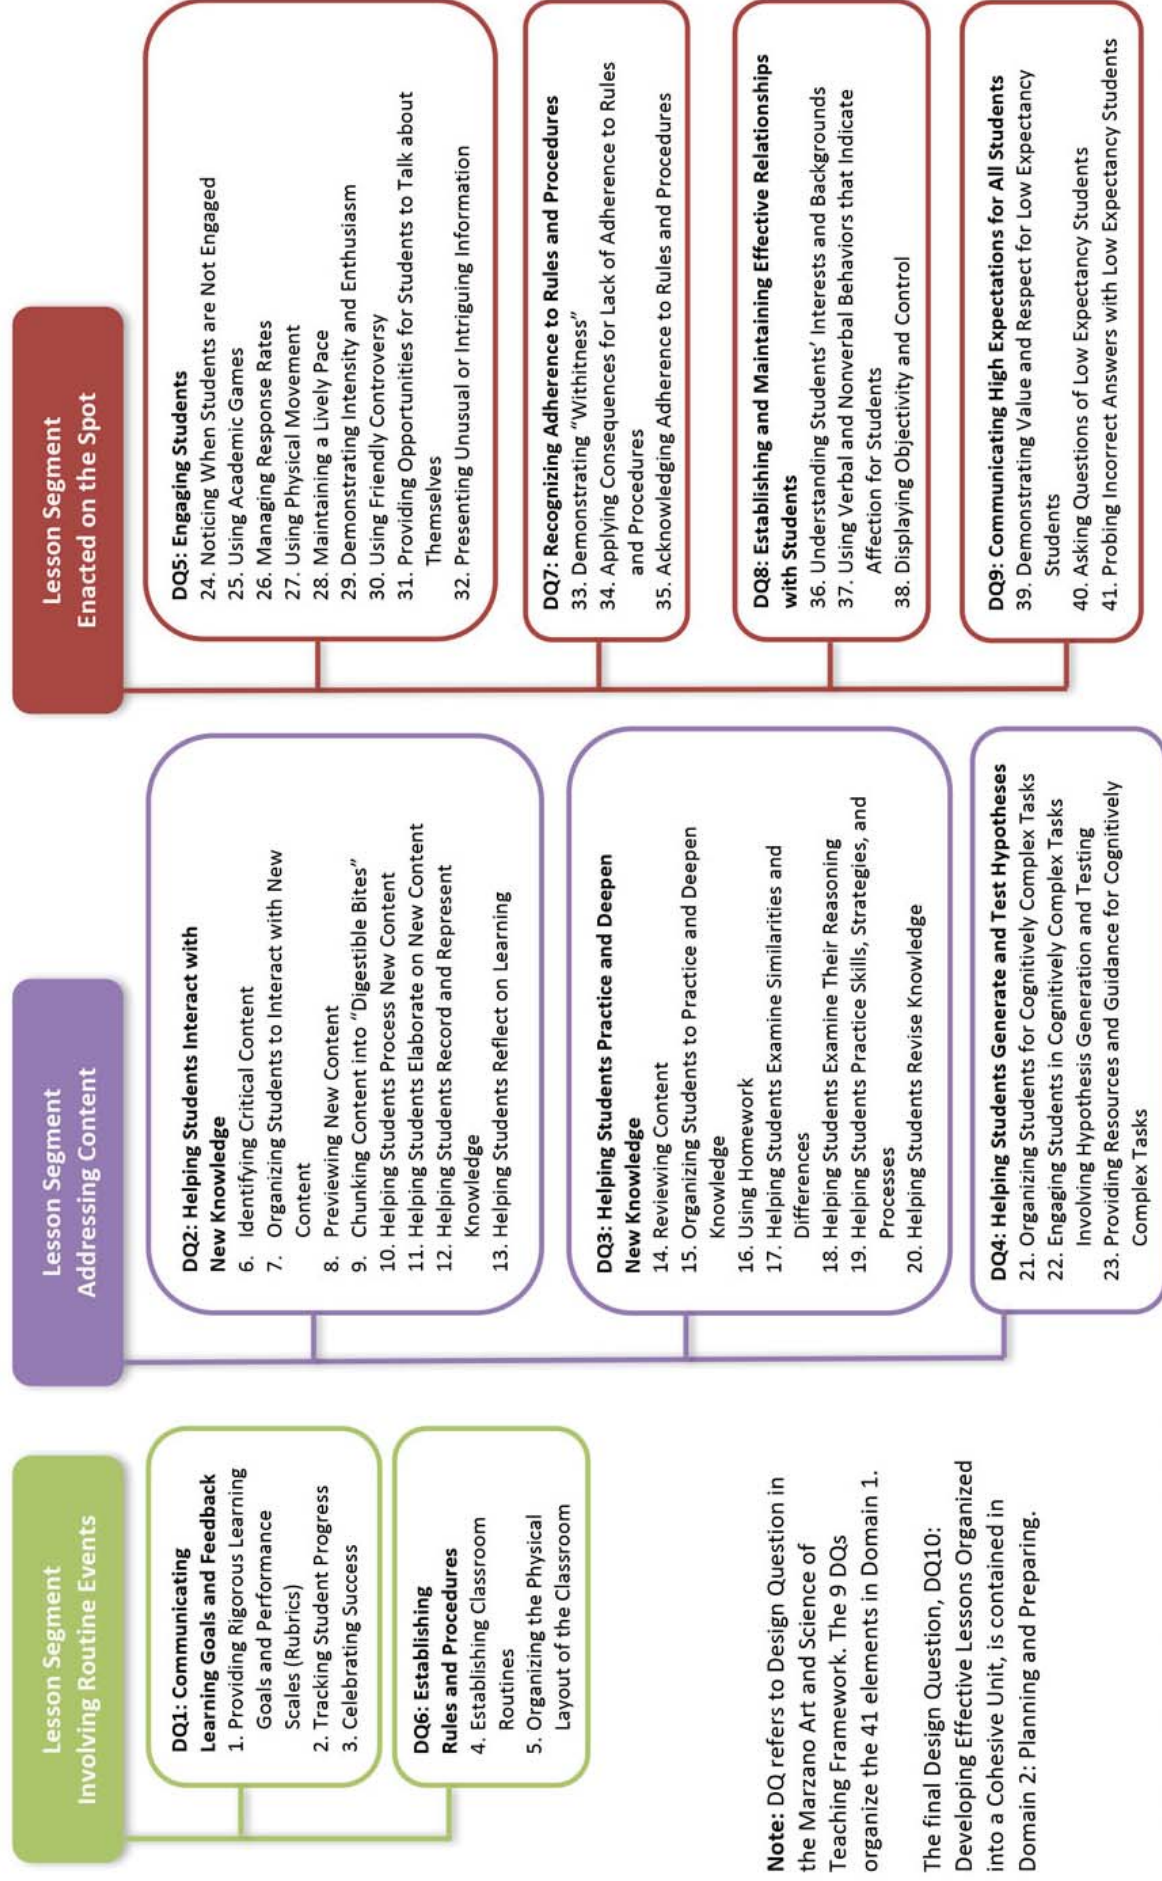 Lesson Segment
Involving Routine Events
DQ1: Communicating
Learning Goals and Feedback
1. Providing Rigorous Learning
Goals and Performance
Scales (Rubrics)
2. Tracking Student Progress
3. Celebrating Success
DQ6: Establishing
Rules and Procedures
4. Establishing Classroom
Routines
5. Organizing the Physical
Layout of the Classroom
Note: DQ refers to Design Question in
the Marzano Art and Science of
Teaching Framework. The 9 DQs
organize the 41 elements in Domain 1.
The final Design Question, DQ10:
Developing Effective Lessons Organized
into a Cohesive Unit, is contained in
Domain 2: Planning and Preparing.
Lesson Segment
Addressing Content
DQ2: Helping Students Interact with
New Knowledge
6. Identifying Critical Content
7. Organizing Students to Interact with New
Content
8. Previewing New Content
9. Chunking Content into "Digestible Bites"
10. Helping Students Process New Content
11. Helping Students Elaborate on New Content
12. Helping Students Record and Represent
Knowledge
13. Helping Students Reflect on Learning
DQ3: Helping Students Practice and Deepen
New Knowledge
14. Reviewing Content
15. Organizing Students to Practice and Deepen
Knowledge
16. Using Homework
17. Helping Students Examine Similarities and
Differences
18. Helping Students Examine Their Reasoning
19. Helping Students Practice Skills, Strategies, and
Processes
20. Helping Students Revise Knowledge
DQ4: Helping Students Generate and Test Hypotheses
21. Organizing Students for Cognitively Complex Tasks
22. Engaging Students in Cognitively Complex Tasks
Involving Hypothesis Generation and Testing
23. Providing Resources and Guidance for Cognitively
Complex Tasks
Lesson Segment
Enacted on the Spot
DQ5: Engaging Students
24. Noticing When Students are Not Engaged
25. Using Academic Games
26. Managing Response Rates
27. Using Physical Movement
28. Maintaining a Lively Pace
29. Demonstrating Intensity and Enthusiasm
30. Using Friendly Controversy
31. Providing Opportunities for Students to Talk about
Themselves
32. Presenting Unusual or Intriguing Information
DQ7: Recognizing Adherence to Rules and Procedures
33. Demonstrating "Withitness"
34. Applying Consequences for Lack of Adherence to Rules
and Procedures
35. Acknowledging Adherence to Rules and Procedures
DQ8: Establishing and Maintaining Effective Relationships
with Students
36. Understanding Students' Interests and Backgrounds
37. Using Verbal and Nonverbal Behaviors that Indicate
Affection for Students
38. Displaying Objectivity and Control
DQ9: Communicating High Expectations for All Students
39. Demonstrating Value and Respect for Low Expectancy
Students
40. Asking Questions of Low Expectancy Students
41. Probing Incorrect Answers with Low Expectancy Students